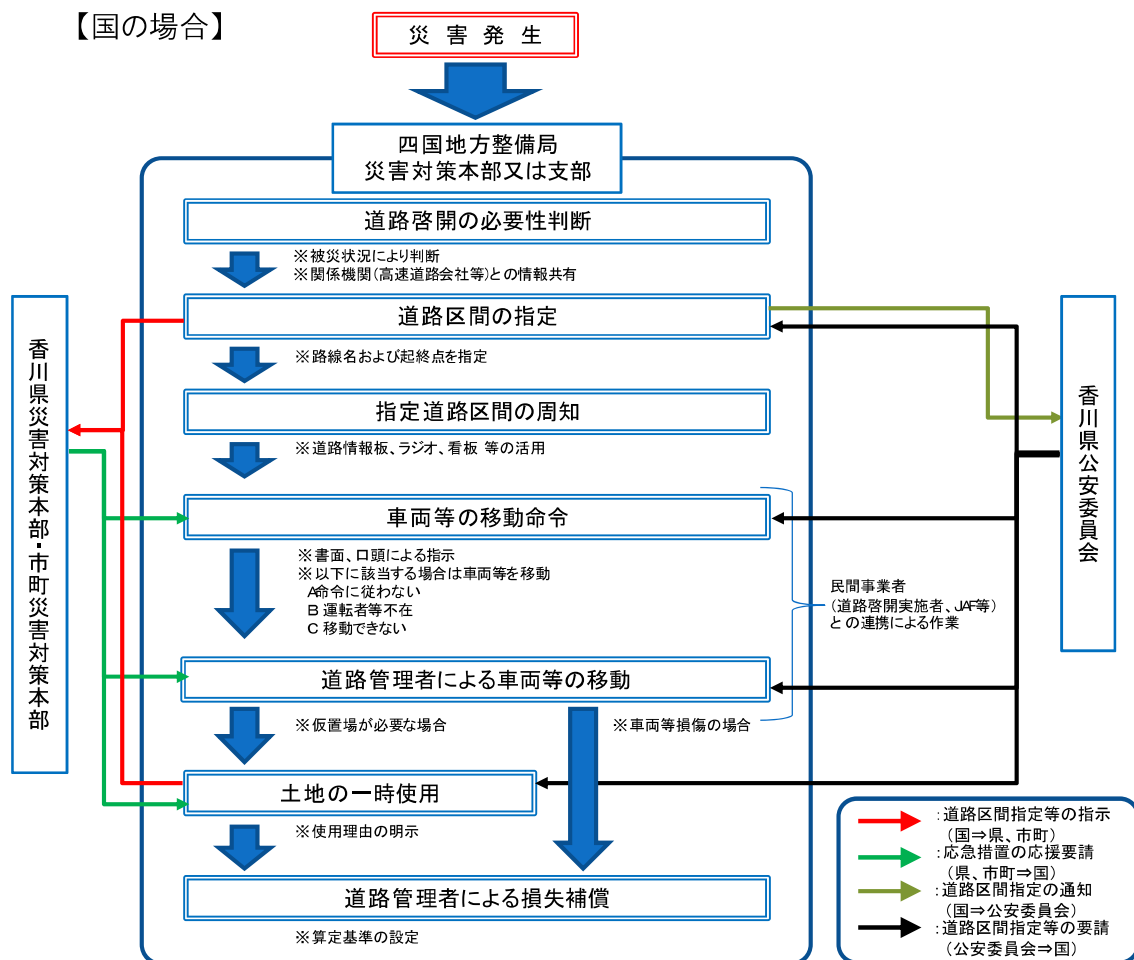 【国の場合】
災 害 発 生
四国地方整備局
災害対策本部又は支部
道路啓開の必要性判断
※被災状況により判断
※関係機関(高速道路会社等)との情報共有
道路区間の指定
※路線名および起終点を指定
指定道路区間の周知
※道路情報板、ラジオ、看板 等の活用
車両等の移動命令
※書面、口頭による指示
※以下に該当する場合は車両等を移動
A命令に従わない
B 運転者等不在
C 移動できない
道路管理者による車両等の移動
※仮置場が必要な場合
※車両等損傷の場合
土地の一時使用
※使用理由の明示
道路管理者による損失補償
※算定基準の設定
香川県災害対策本部・市町災害対策本部
香川県公安委員会
民間事業者
(道路啓開実施者、JAF等)
との連携による作業
:道路区間指定等の指示
(国⇒県、市町)
:応急措置の応援要請
(県、市町⇒国)
:道路区間指定の通知
(国⇒公安委員会)
:道路区間指定等の要請
(公安委員会⇒国)